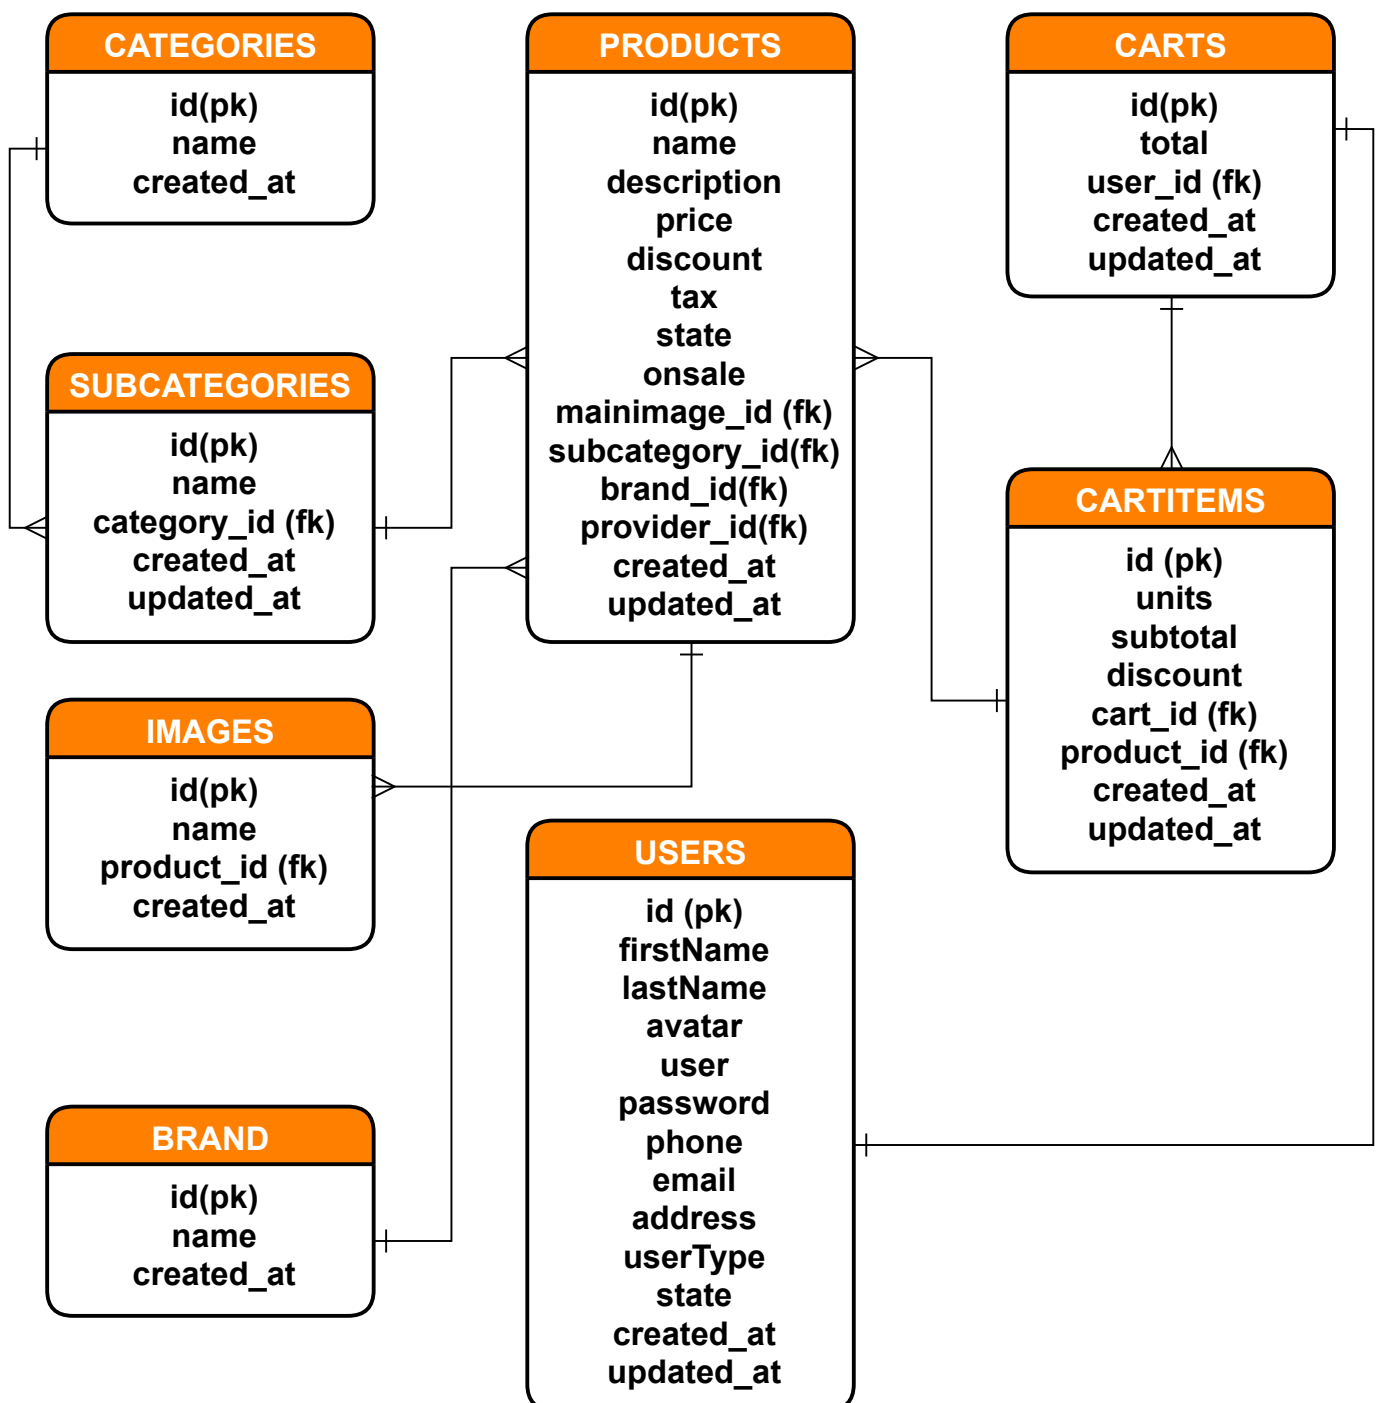 CATEGORIES
id(pk)
name
created_at
PRODUCTS
id(pk)
name
description
price
discount
tax
state
onsale
mainimage_id (fk)
subcategory_id(fk)
brand_id(fk)
provider_id(fk)
created_at
updated_at
CARTS
id(pk)
total
user_id (fk)
created_at
updated_at
SUBCATEGORIES
id(pk)
name
category_id (fk)
created_at
updated_at
CARTITEMS
id (pk)
units
subtotal
discount
cart_id (fk)
product_id (fk)
created_at
updated_at
IMAGES
id(pk)
name
product_id (fk)
created_at
USERS
id (pk)
firstName
lastName
avatar
user
password
phone
email
address
userType
state
created_at
updated_at
BRAND
id(pk)
name
created_at